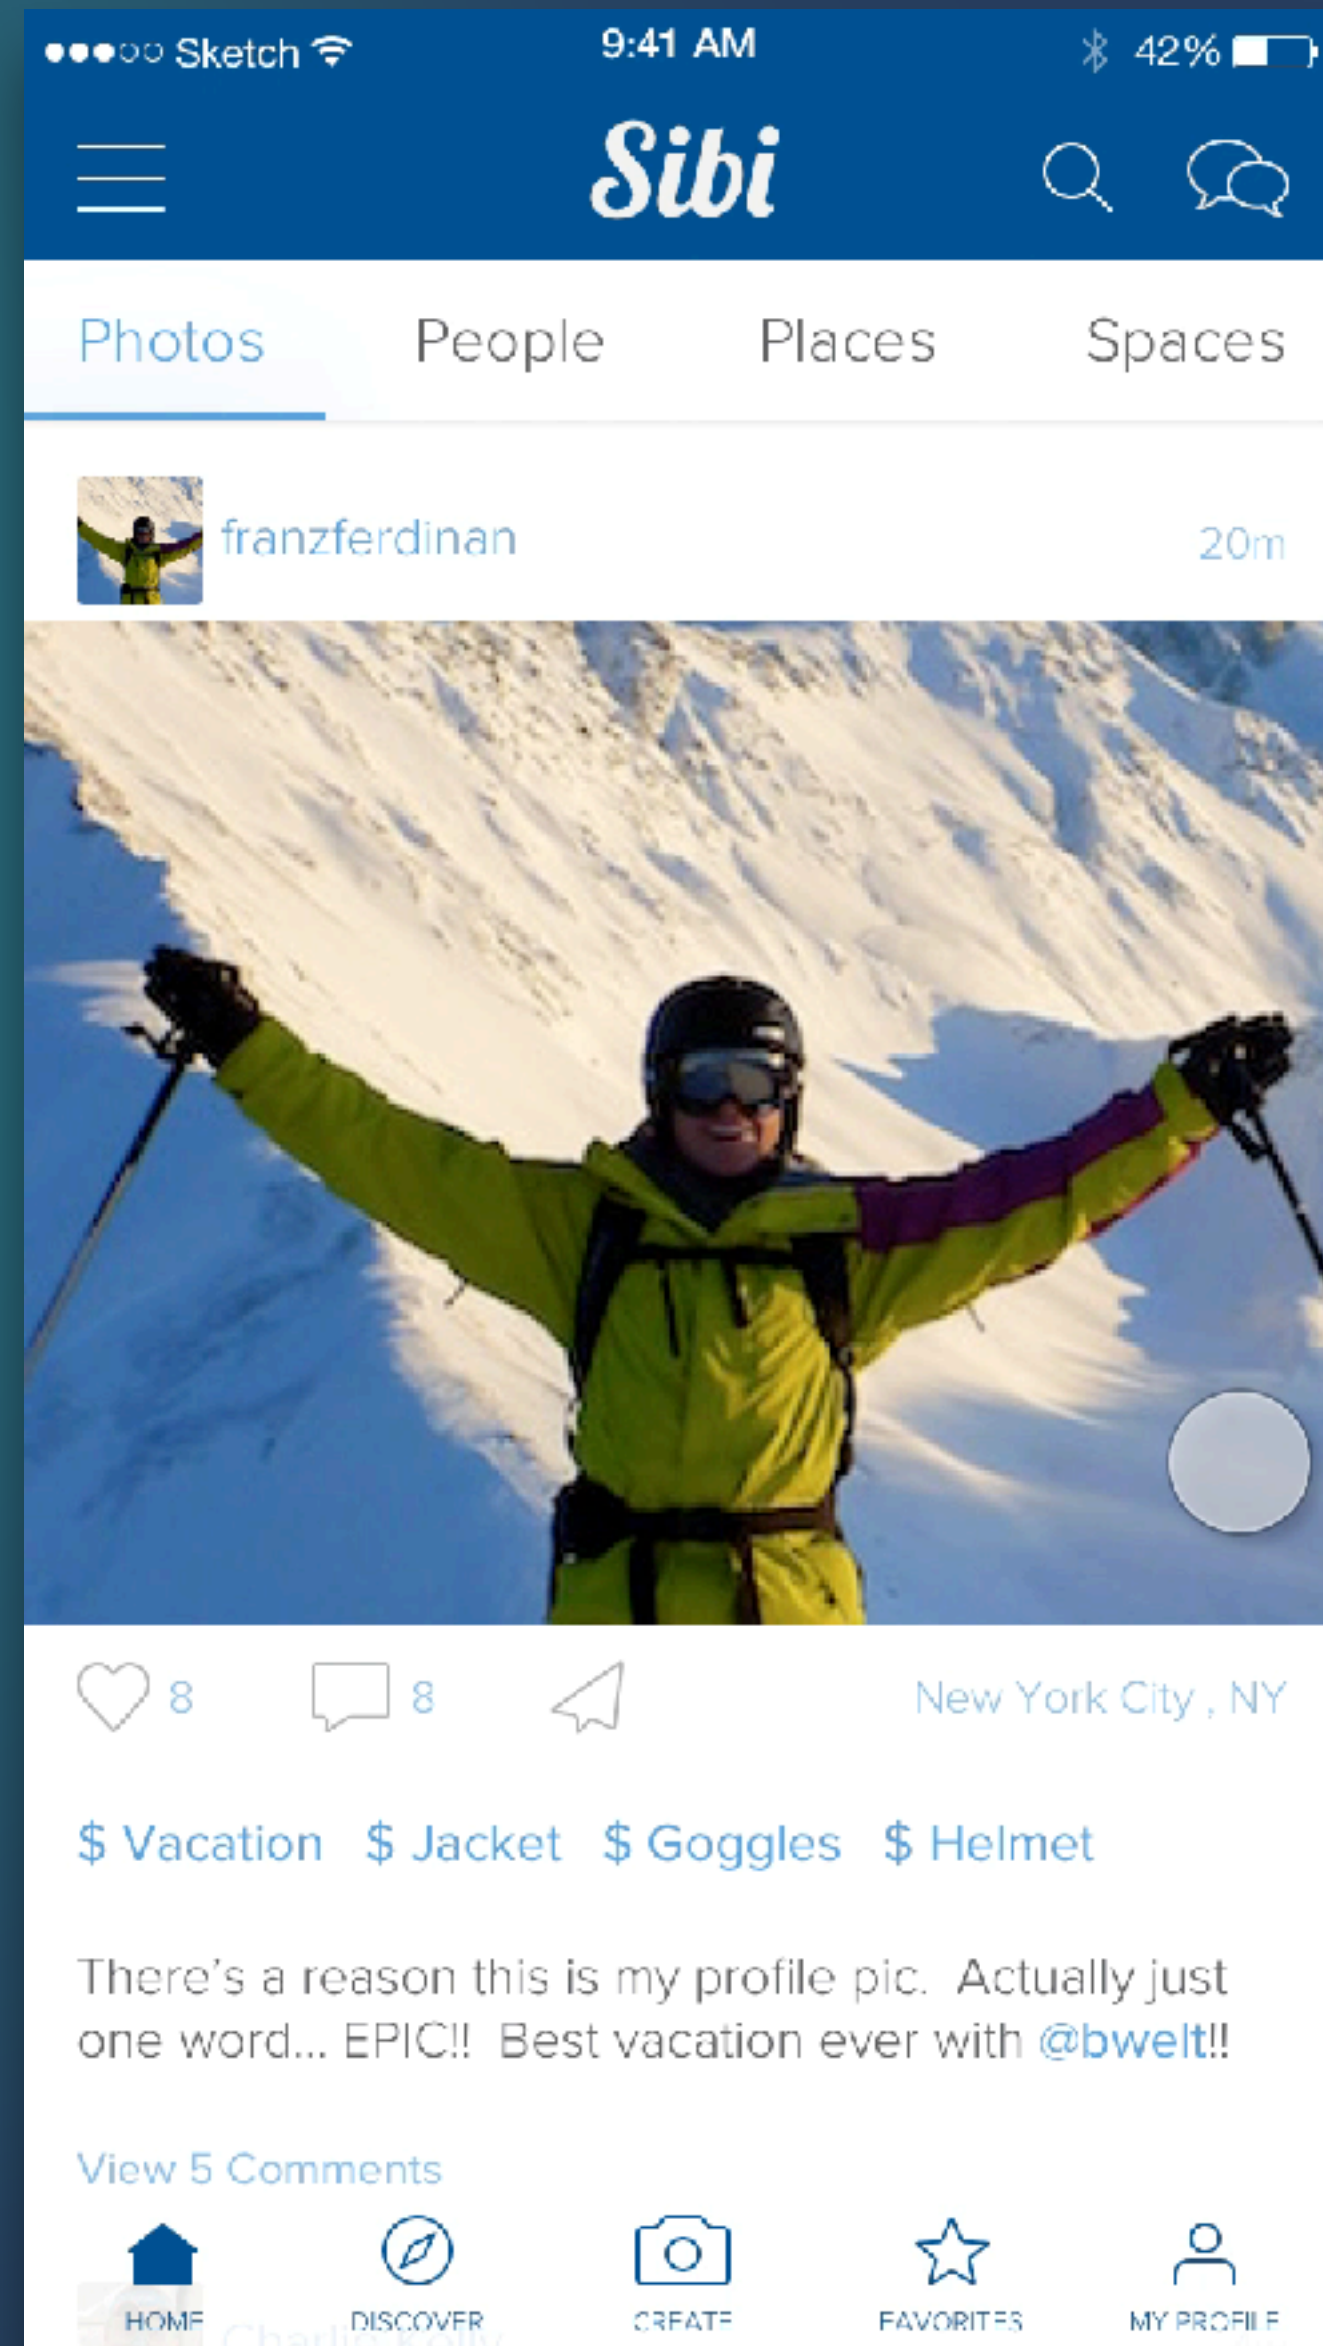 Sketch 9:41 AM 42%
Sibi
Photos People Places Spaces
franzferdinan 20m
8 8 New York City , NY
$ Vacation $ Jacket $ Goggles $ Helmet
There's a reason this is my profile pic. Actually just
one word... EPIC!! Best vacation ever with @bwelt!!
View 5 Comments
HOME DISCOVER CREATE FAVORITES MY PROFILE
Charlie Kelly